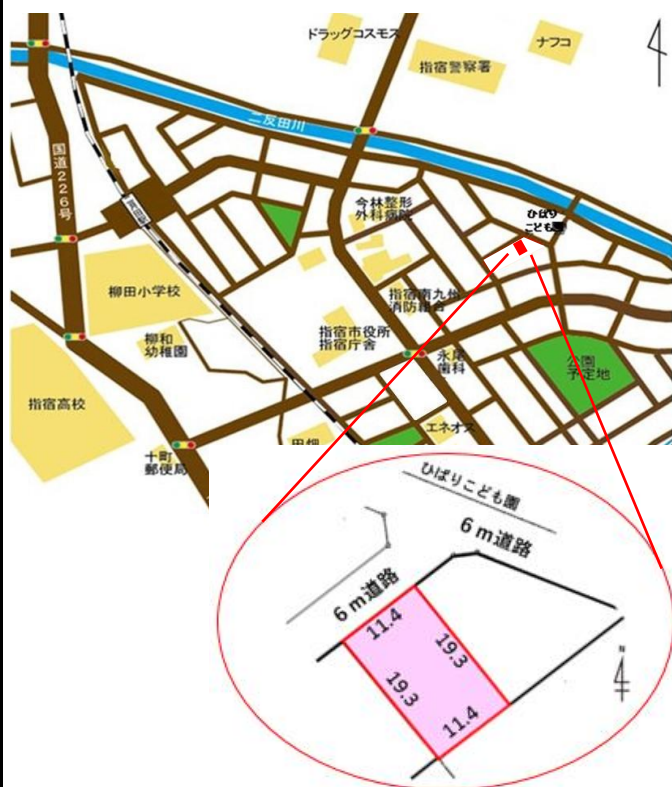 ドラッグコスモス
ナフコ
指宿警察署
二反田川
国道226号
今林整形
外科病院
ひばり
こども園
柳田小学校
指宿南九州
消防組合
指宿市役所
指宿庁舎
柳和
幼稚園
永尾
歯科
公園
予定地
指宿高校
エネオス
十町
郵便局
ひばりこども園
6m道路
6m道路
11.4
19.3
19.3
11.4
N